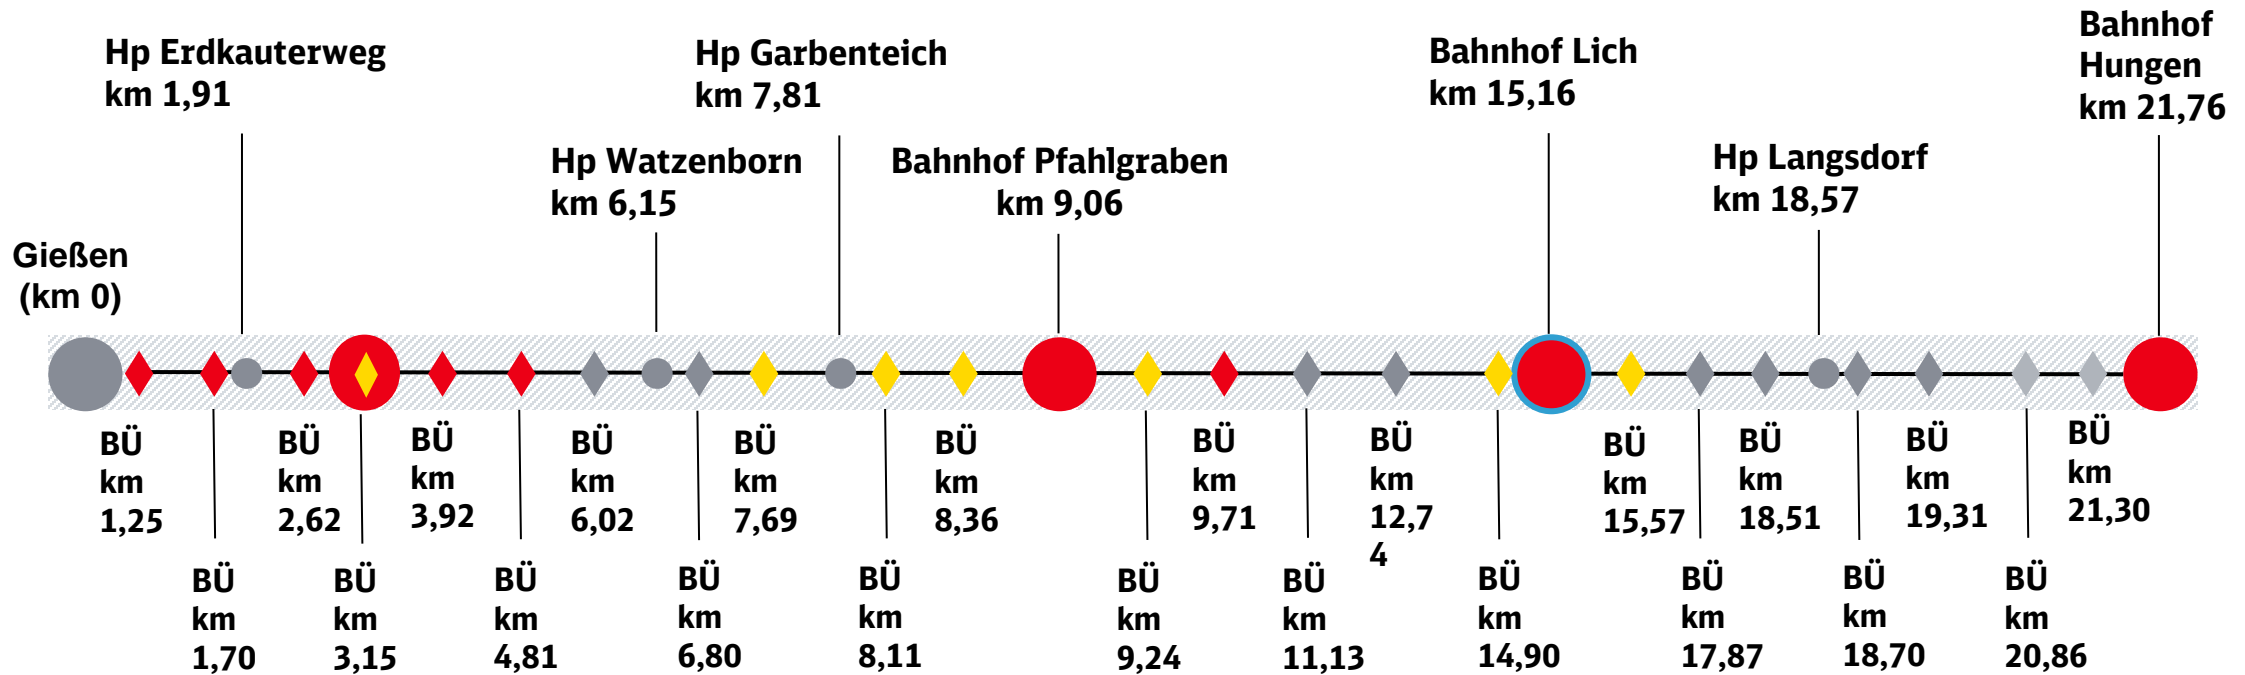 Hp Erdkauterweg
km 1,91
Hp Garbenteich
km 7,81
Bahnhof Lich
km 15,16
Bahnhof
Hungen
km 21,76
Hp Watzenborn
km 6,15
Bahnhof Pfahlgraben
km 9,06
Hp Langsdorf
km 18,57
Gießen
(km 0)
BÜ
km
1,25
BÜ
km
1,70
BÜ
km
2,62
BÜ
km
3,15
BÜ
km
3,92
BÜ
km
4,81
BÜ
km
6,02
BÜ
km
6,80
BÜ
km
7,69
BÜ
km
8,11
BÜ
km
8,36
BÜ
km
9,24
BÜ
km
9,71
BÜ
km
11,13
BÜ
km
12,7
4
BÜ
km
14,90
BÜ
km
15,57
BÜ
km
17,87
BÜ
km
18,51
BÜ
km
18,70
BÜ
km
19,31
BÜ
km
20,86
BÜ
km
21,30